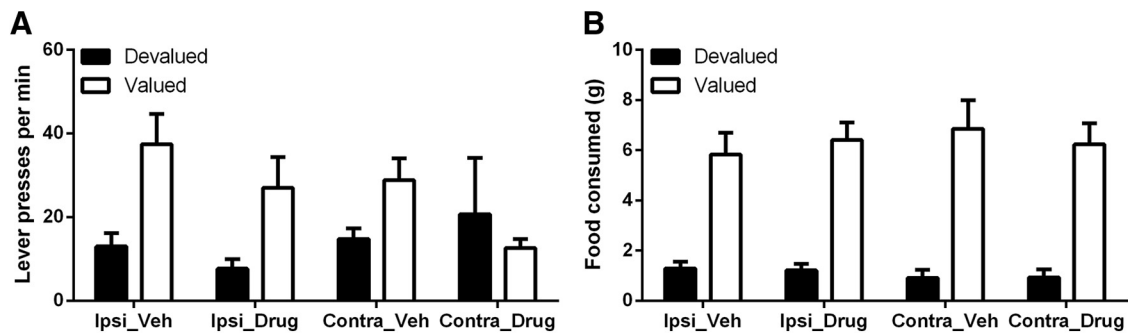 A
Lever presses per min
60
40
20
0
Devalued
Valued
Ipsi_Veh
Ipsi_Drug
Contra_Veh
Contra_Drug
B
Food consumed (g)
10
8
6
4
2
0
Devalued
Valued
Ipsi_Veh
Ipsi_Drug
Contra_Veh
Contra_Drug